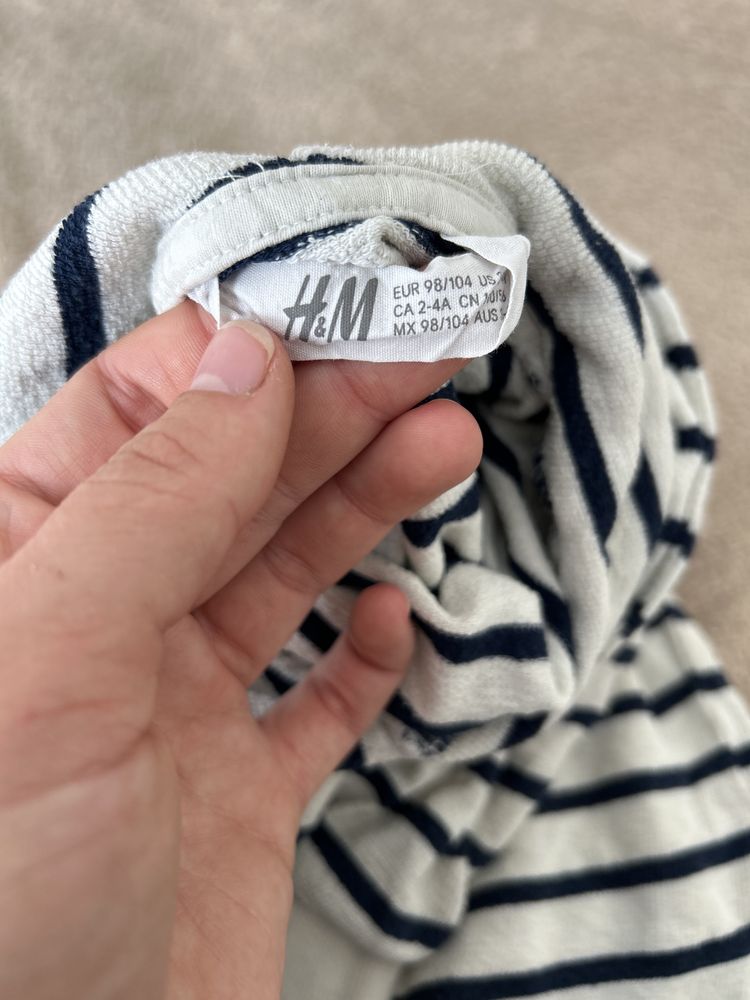 H&M
EUR 98/104 US
CA 2-4A CN
MX 98/104 AUS